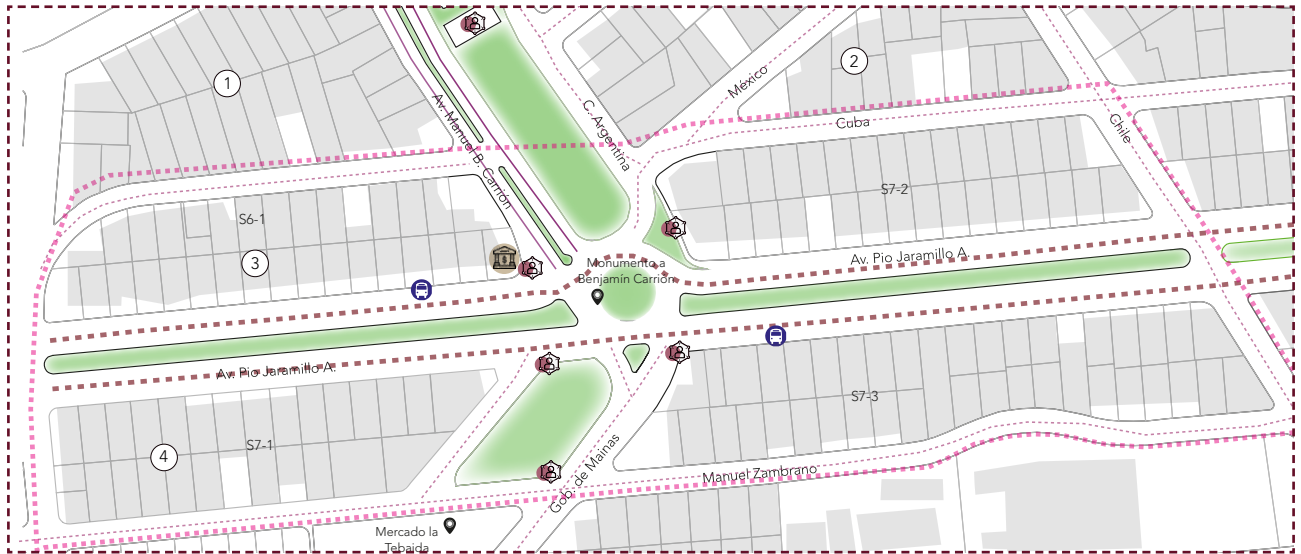 1
2
Av. Manuel B. Carrión
C. Argentina
México
Cuba
Chile
S6-1
S7-2
3
Monumento a
Benjamín Carrión
Av. Pio Jaramillo A.
Av. Pio Jaramillo A.
S7-3
S7-1
4
Gob. de Mainas
Manuel Zambrano
Mercado la
Tebaida